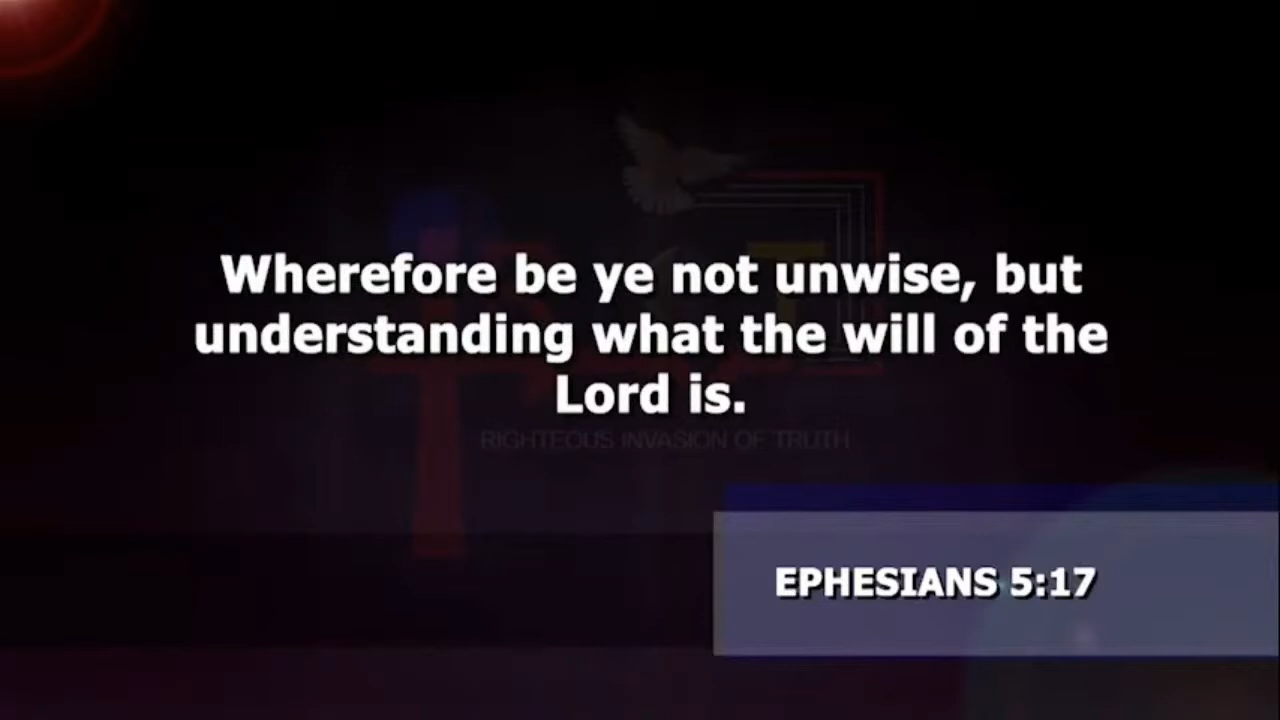 Wherefore be ye not unwise, but
understanding what the will of the
Lord is.
RIGHTEOUS INVASION OF TRUTH
EPHESIANS 5:17